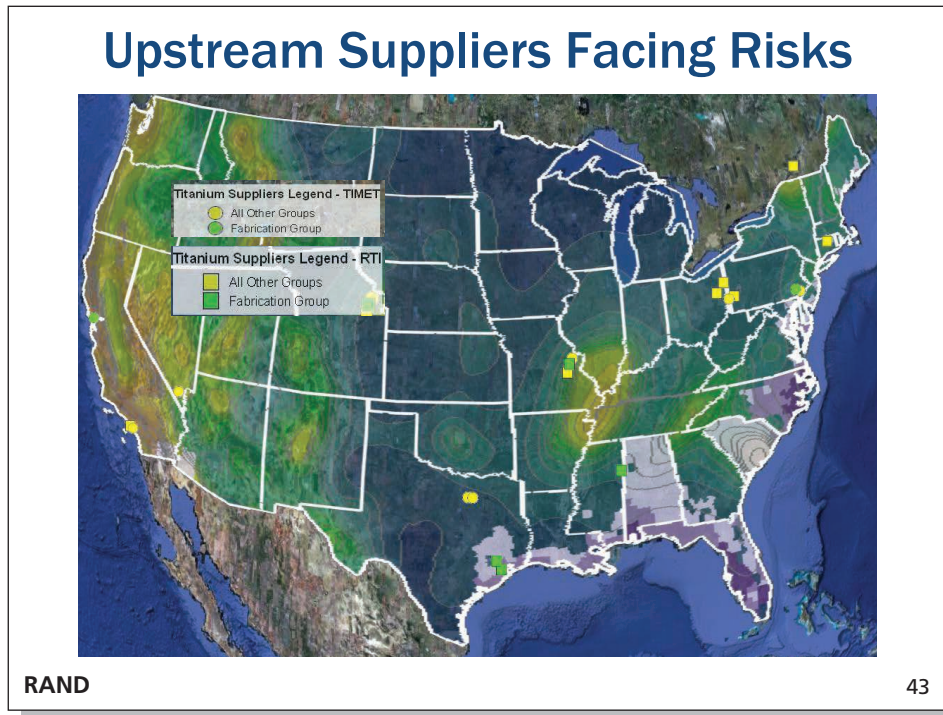 Upstream Suppliers Facing Risks
Titanium Suppliers Legend - TIMET
All Other Groups
Fabrication Group
Titanium Suppliers Legend - RTI
All Other Groups
Fabrication Group
RAND
43